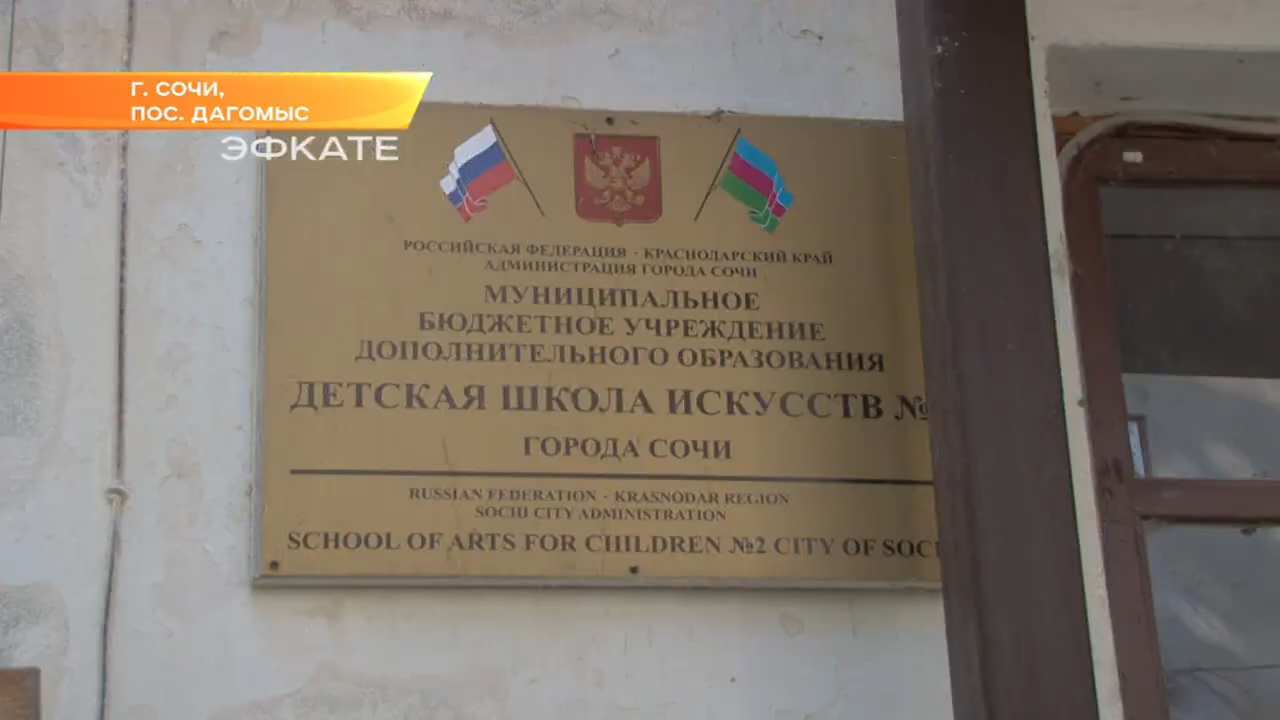 Г. СОЧИ,
ПОС. ДАГОМЫС
ЭФКАТЕ
РОССИЙСКАЯ ФЕДЕРАЦИЯ · КРАСНОДАРСКИЙ КРАЙ
АДМИНИСТРАЦИЯ ГОРОДА СОЧИ
МУНИЦИПАЛЬНОЕ
БЮДЖЕТНОЕ УЧРЕЖДЕНИЕ
ДОПОЛНИТЕЛЬНОГО ОБРАЗОВАНИЯ
ДЕТСКАЯ ШКОЛА ИСКУССТВ №
ГОРОДА СОЧИ
RUSSIAN FEDERATION · KRASNODAR REGION
SOCHI CITY ADMINISTRATION
SCHOOL OF ARTS FOR CHILDREN №2 CITY OF